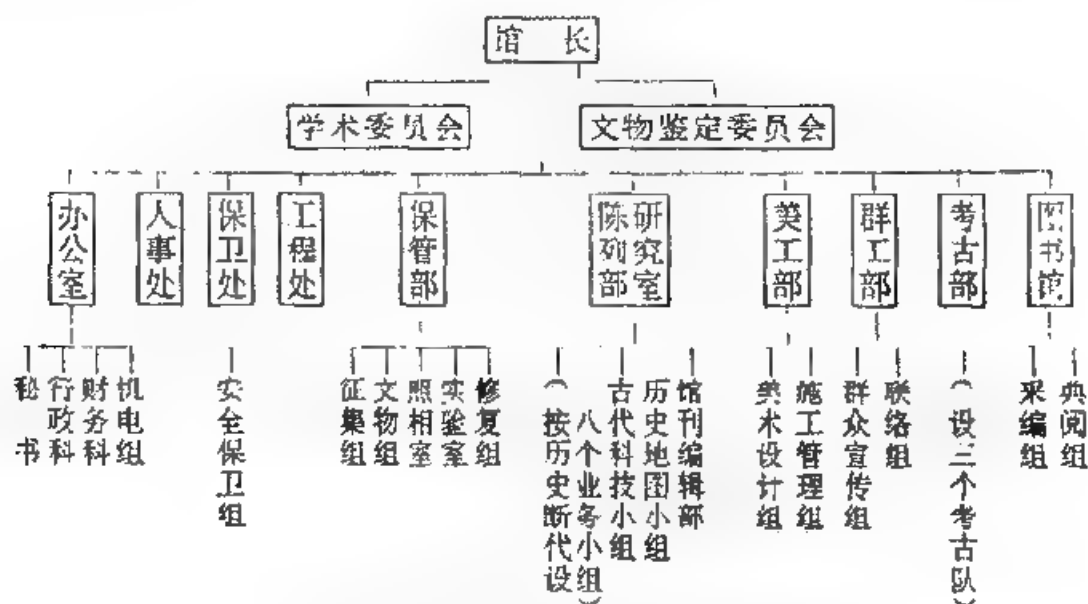 馆长
学术委员会
文物鉴定委员会
办公室
人事处
保卫处
工程处
保管部
陈列部
研究室
美工部
群工部
考古部
图书馆
秘书
行政科
财务科
机电组
安全保卫组
征集组
文物组
照相室
实验室
修复组
（按历史断代设
八个业务小组）
古代科技小组
历史地图小组
馆刊编辑部
美术设计组
施工管理组
群众宣传组
联络组
（设三个考古队）
采编组
典阅组